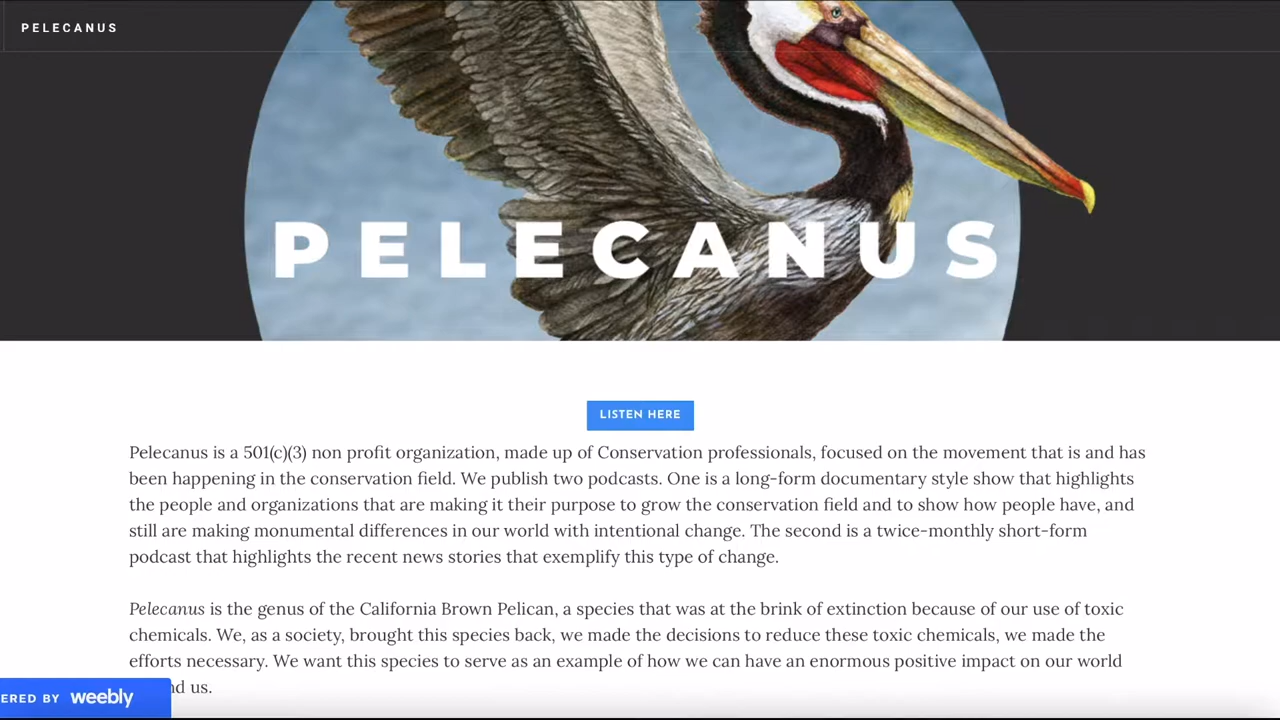 PELECANUS
PELECANUS
LISTEN HERE
Pelecanus is a 501(c)(3) non profit organization, made up of Conservation professionals, focused on the movement that is and has
been happening in the conservation field. We publish two podcasts. One is a long-form documentary style show that highlights
the people and organizations that are making it their purpose to grow the conservation field and to show how people have, and
still are making monumental differences in our world with intentional change. The second is a twice-monthly short-form
podcast that highlights the recent news stories that exemplify this type of change.
Pelecanus is the genus of the California Brown Pelican, a species that was at the brink of extinction because of our use of toxic
chemicals. We, as a society, brought this species back, we made the decisions to reduce these toxic chemicals, we made the
efforts necessary. We want this species to serve as an example of how we can have an enormous positive impact on our world
nd us.
ERED BY weebly